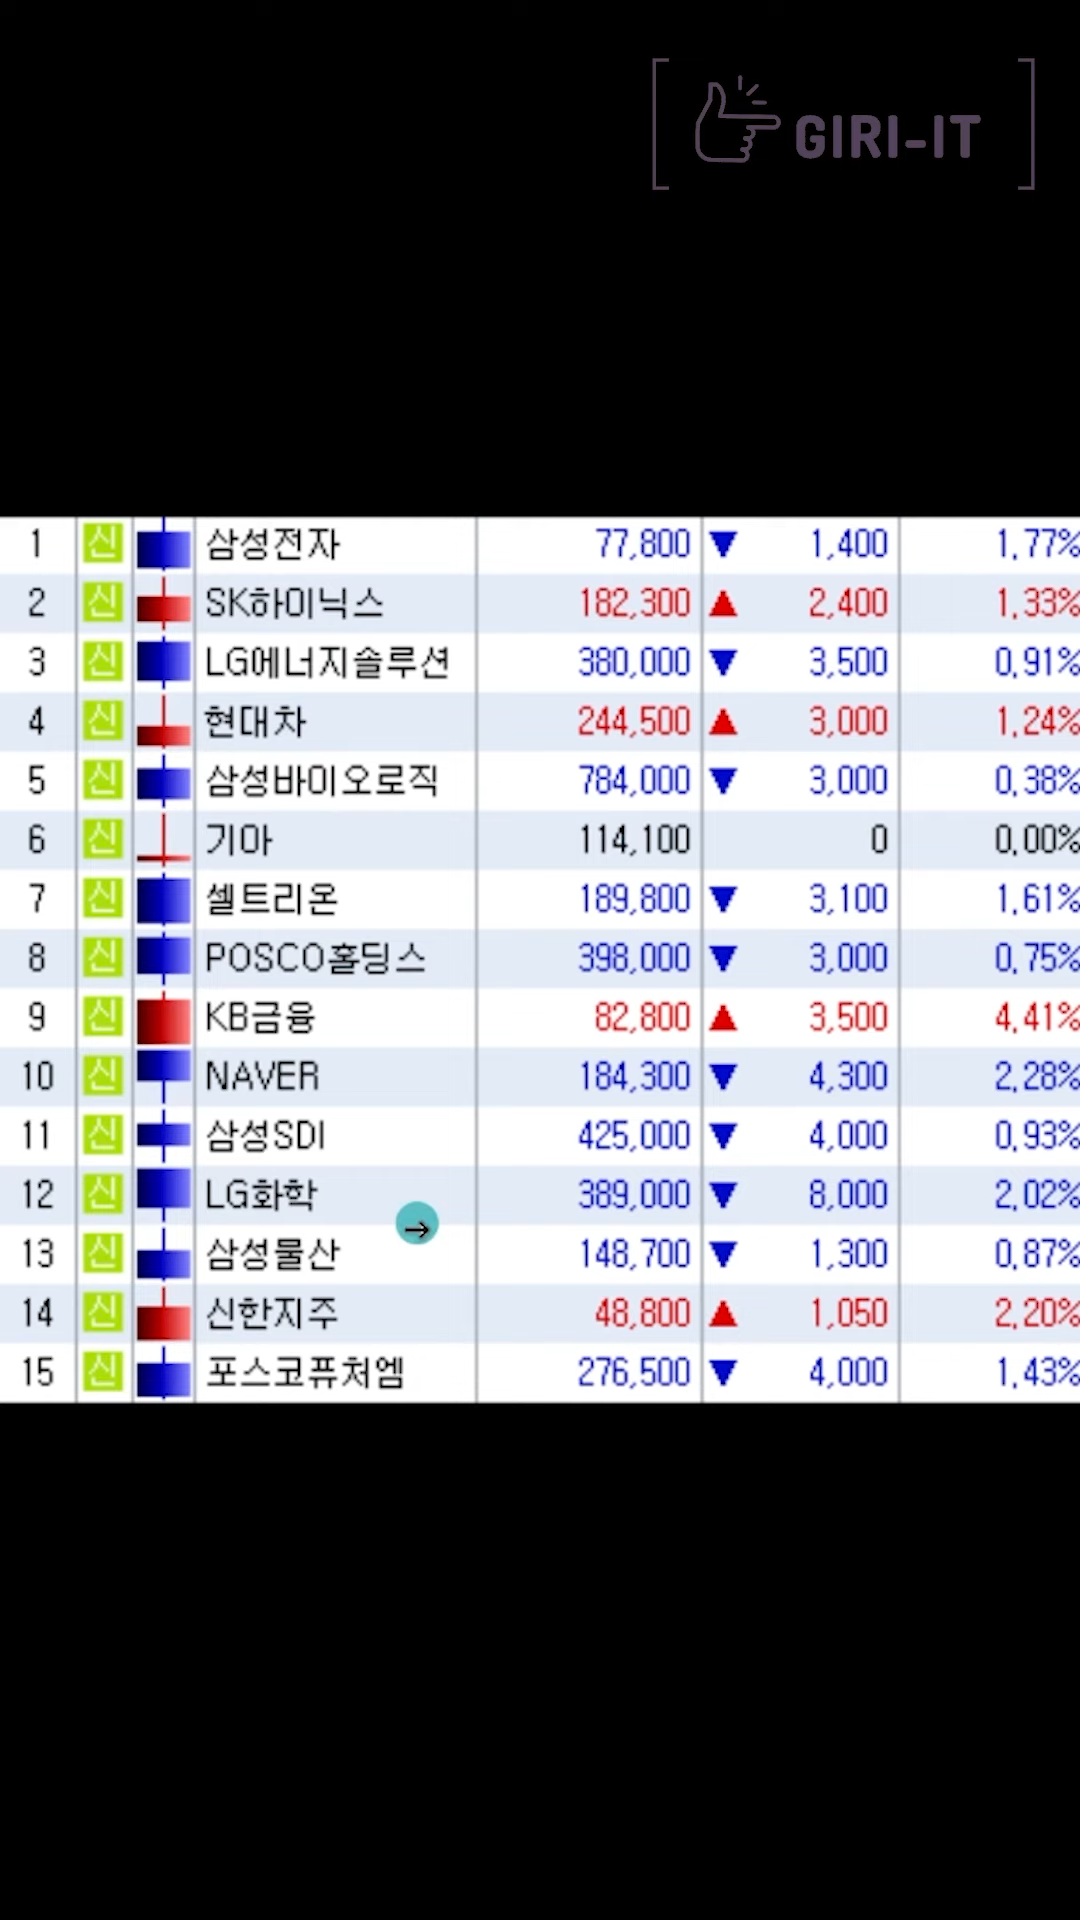 GIRI-IT
1 신 삼성전자 77,800 ▼ 1,400 1.77%
2 신 SK하이닉스 182,300 ▲ 2,400 1.33%
3 신 LG에너지솔루션 380,000 ▼ 3,500 0.91%
4 신 현대차 244,500 ▲ 3,000 1.24%
5 신 삼성바이오로직 784,000 ▼ 3,000 0.38%
6 신 기아 114,100 0 0.00%
7 신 셀트리온 189,800 ▼ 3,100 1.61%
8 신 POSCO홀딩스 398,000 ▼ 3,000 0.75%
9 신 KB금융 82,800 ▲ 3,500 4.41%
10 신 NAVER 184,300 ▼ 4,300 2.28%
11 신 삼성SDI 425,000 ▼ 4,000 0.93%
12 신 LG화학 389,000 ▼ 8,000 2.02%
13 신 삼성물산 148,700 ▼ 1,300 0.87%
14 신 신한지주 48,800 ▲ 1,050 2.20%
15 신 포스코퓨처엠 276,500 ▼ 4,000 1.43%